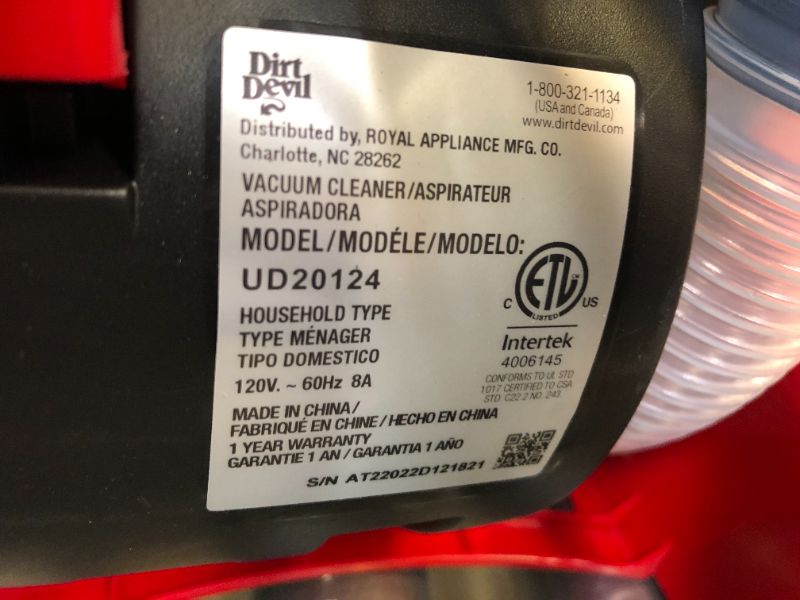 Dirt
Devil
1-800-321-1134
(USA and Canada)
www.dirtdevil.com
Distributed by, ROYAL APPLIANCE MFG. CO.
Charlotte, NC 28262
VACUUM CLEANER/ASPIRATEUR
ASPIRADORA
MODEL/MODÉLE/MODELO:
UD20124
HOUSEHOLD TYPE
TYPE MÉNAGER
TIPO DOMESTICO
120V. ~ 60Hz 8A
C ETL US
LISTED
Intertek
4006145
CONFORMS TO UL STD
1017 CERTIFIED TO CSA
STD. C22.2 NO. 243.
MADE IN CHINA/
FABRIQUÉ EN CHINE/HECHO EN CHINA
1 YEAR WARRANTY
GARANTIE 1 AN / GARANTIA 1 AÑO
S/N AT22022D121821